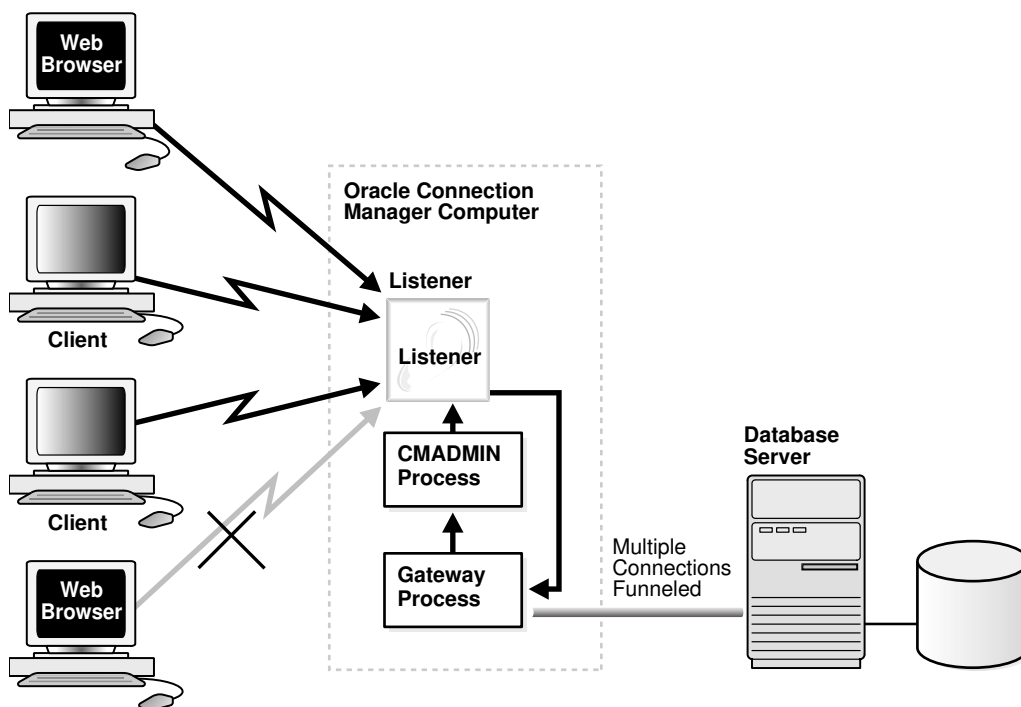 Web
Browser
Oracle Connection
Manager Computer
Listener
Listener
Client
CMADMIN
Process
Database
Server
Client
Multiple
Connections
Funneled
Gateway
Process
Web
Browser